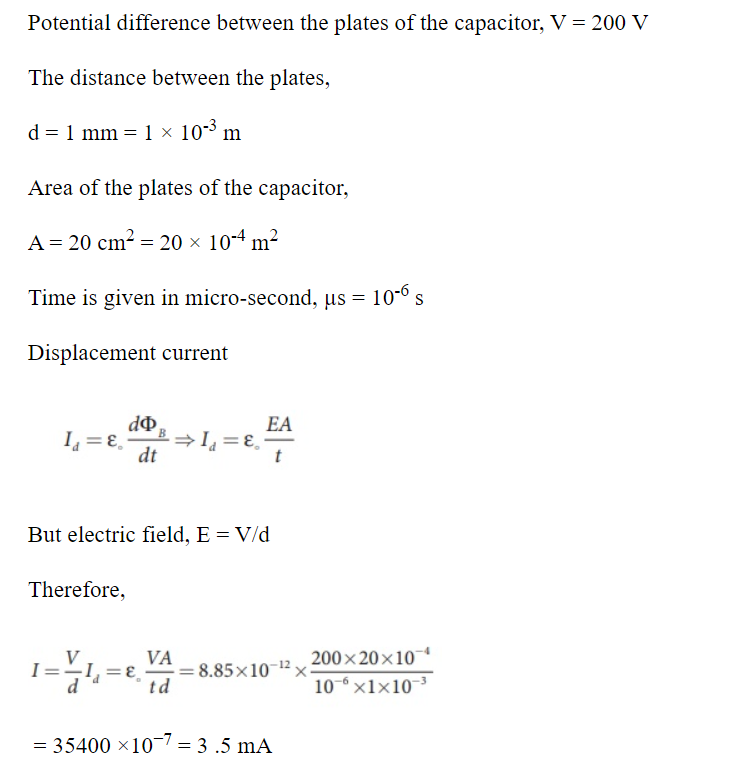 Potential difference between the plates of the capacitor, V = 200 V
The distance between the plates,
d = 1 mm = 1 × 10⁻³ m
Area of the plates of the capacitor,
A = 20 cm² = 20 × 10⁻⁴ m²
Time is given in micro-second, μs = 10⁻⁶ s
Displacement current
I_d = ε∘ dΦ_B/dt ⇒ I_d = ε∘ EA/t
But electric field, E = V/d
Therefore,
I = V/d I_d = ε∘ VA/td = 8.85×10⁻¹² × 200×20×10⁻⁴/10⁻⁶×1×10⁻³
= 35400 ×10⁻⁷ = 3 .5 mA